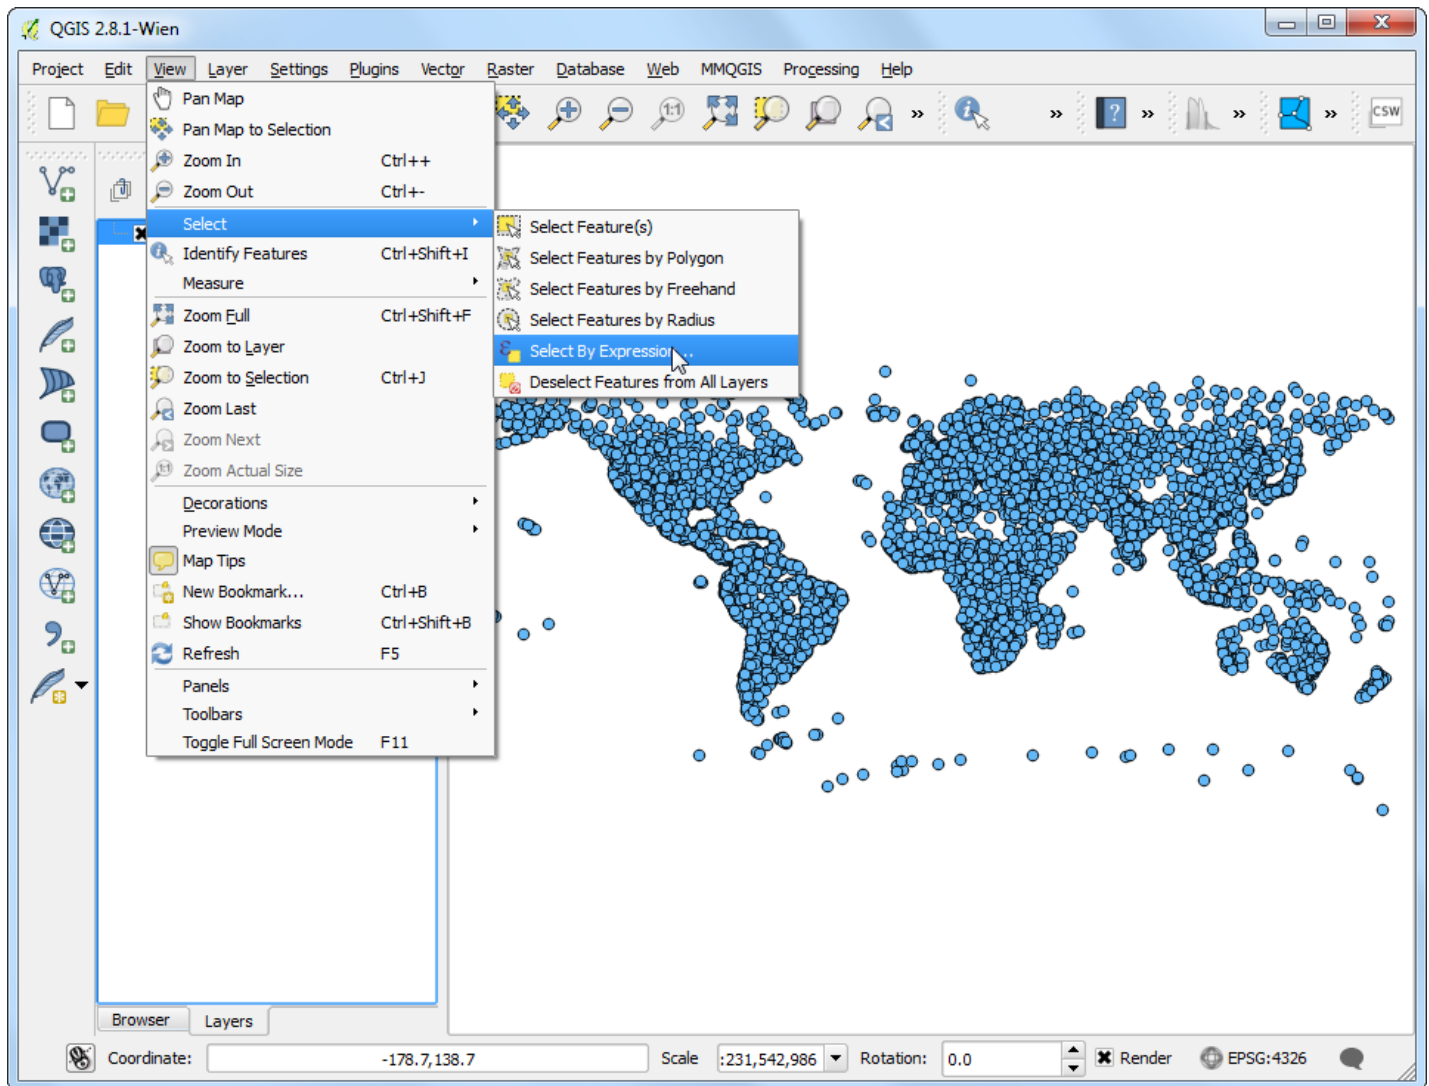 QGIS 2.8.1-Wien
Project Edit View Layer Settings Plugins Vector Raster Database Web MMQGIS Processing Help
1:1
?
CSW
Pan Map
Pan Map to Selection
Zoom In Ctrl++
Zoom Out Ctrl+-
Select
Identify Features Ctrl+Shift+I
Measure
Zoom Full Ctrl+Shift+F
Zoom to Layer
Zoom to Selection Ctrl+J
Zoom Last
Zoom Next
Zoom Actual Size
Decorations
Preview Mode
Map Tips
New Bookmark... Ctrl+B
Show Bookmarks Ctrl+Shift+B
Refresh F5
Panels
Toolbars
Toggle Full Screen Mode F11
Select Feature(s)
Select Features by Polygon
Select Features by Freehand
Select Features by Radius
Select By Expression...
Deselect Features from All Layers
Browser Layers
Coordinate: -178.7,138.7 Scale :231,542,986 Rotation: 0.0 Render EPSG:4326